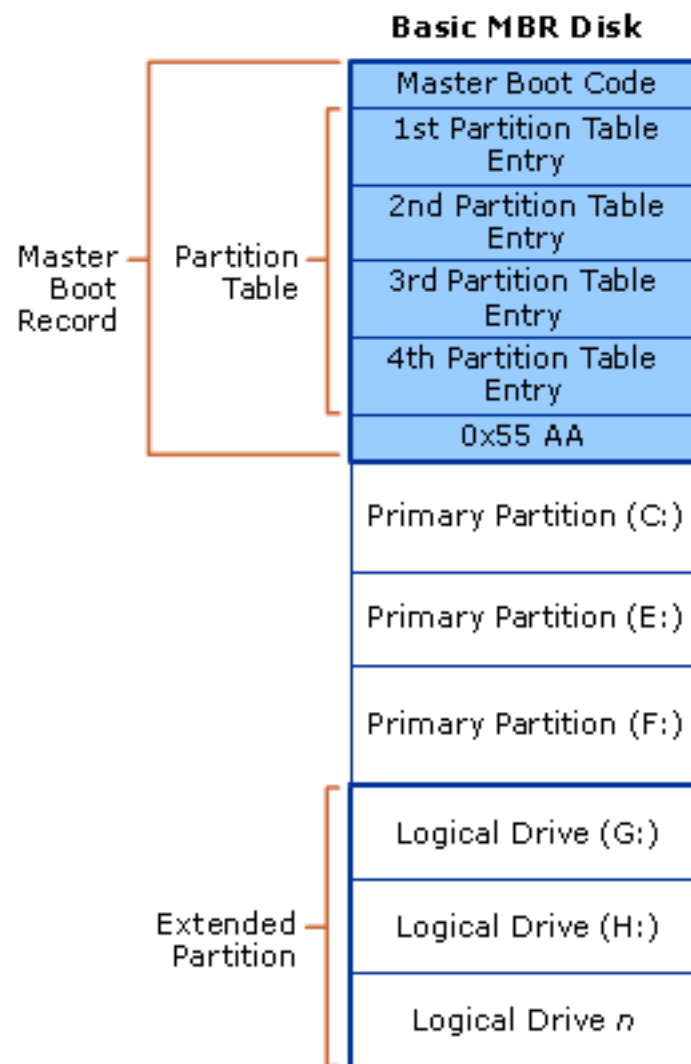 Basic MBR Disk
Master Boot Code
1st Partition Table
Entry
2nd Partition Table
Entry
3rd Partition Table
Entry
4th Partition Table
Entry
0x55 AA
Master
Boot
Record
Partition
Table
Primary Partition (C:)
Primary Partition (E:)
Primary Partition (F:)
Logical Drive (G:)
Logical Drive (H:)
Logical Drive n
Extended
Partition